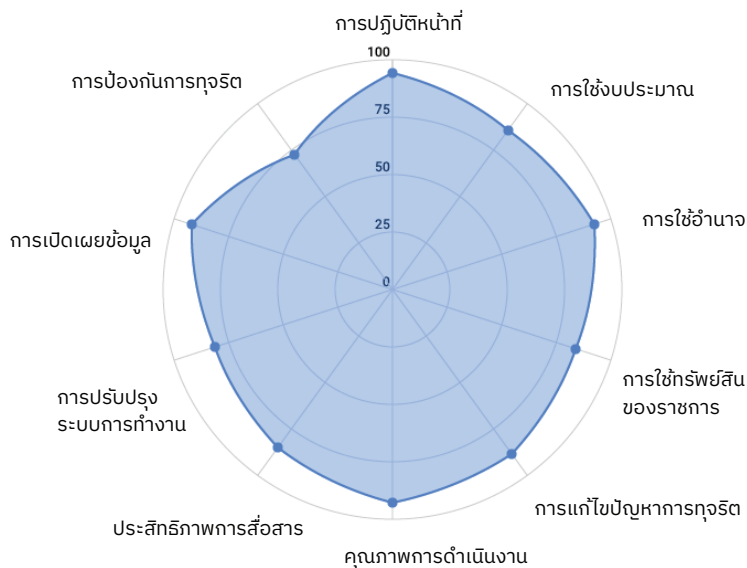 การปฏิบัติหน้าที่
100
การป้องกันการทุจริต
การใช้งบประมาณ
75
50
การใช้อำนาจ
25
การเปิดเผยข้อมูล
0
การใช้ทรัพย์สิน
ของราชการ
การปรับปรุง
ระบบการทำงาน
การแก้ไขปัญหาการทุจริต
ประสิทธิภาพการสื่อสาร
คุณภาพการดำเนินงาน